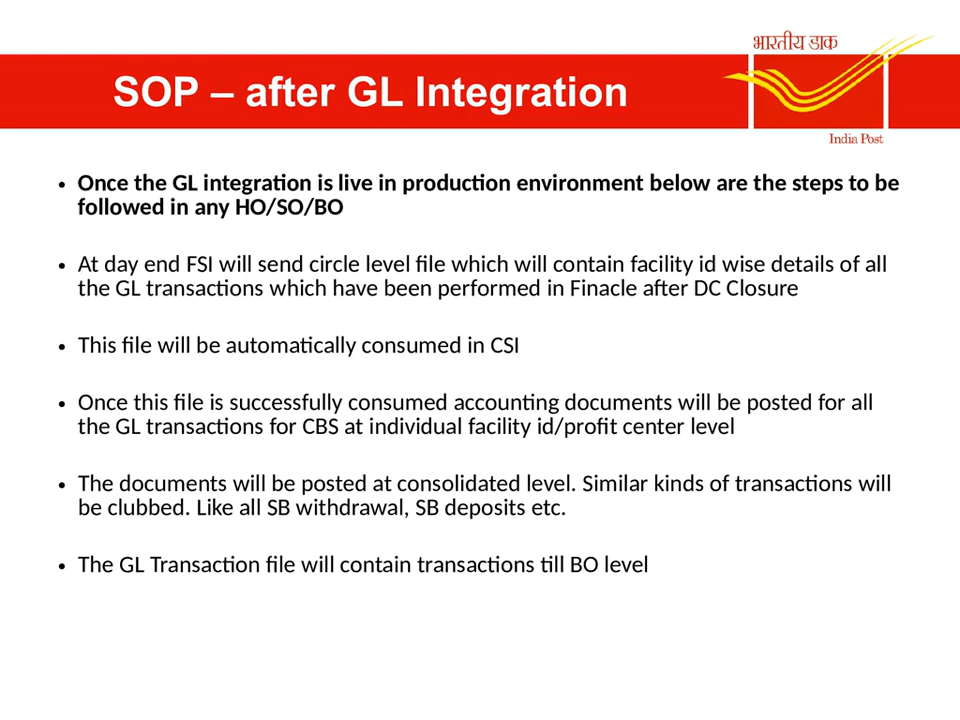 भारतीय डाक
SOP – after GL Integration
India Post
• Once the GL integration is live in production environment below are the steps to be
followed in any HO/SO/BO
• At day end FSI will send circle level file which will contain facility id wise details of all
the GL transactions which have been performed in Finacle after DC Closure
• This file will be automatically consumed in CSI
• Once this file is successfully consumed accounting documents will be posted for all
the GL transactions for CBS at individual facility id/profit center level
• The documents will be posted at consolidated level. Similar kinds of transactions will
be clubbed. Like all SB withdrawal, SB deposits etc.
• The GL Transaction file will contain transactions till BO level